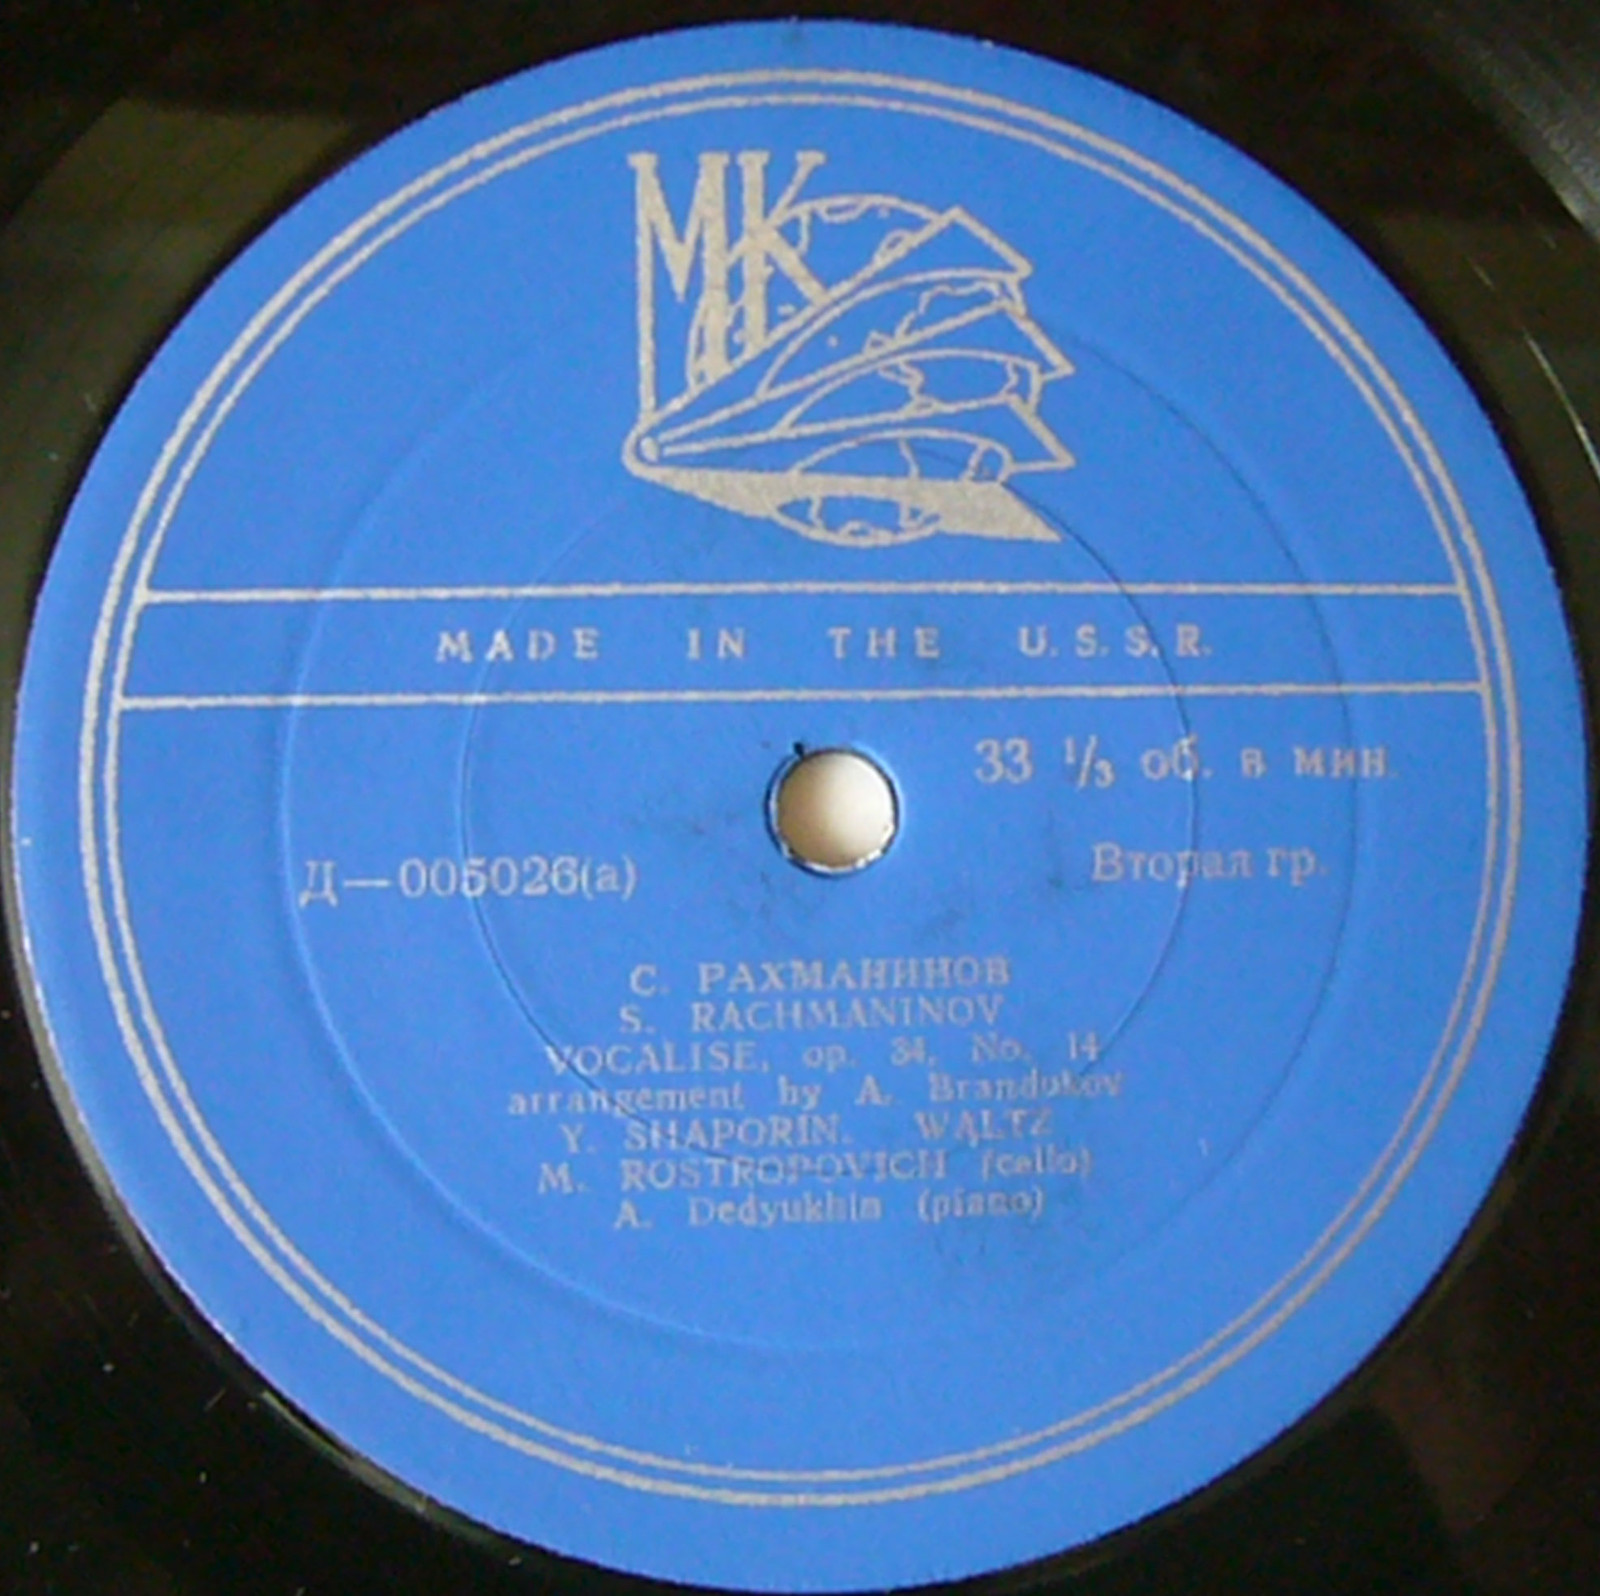 МК
MADE IN THE U.S.S.R.
33 1/3 об. в мин.
Д—005026(а)
Вторая гр.
С. РАХМАНИНОВ
S. RACHMANINOV
VOCALISE, op. 34, No. 14
arrangement by A. Brandukov
Y. SHAPORIN. WALTZ
M. ROSTROPOVICH (cello)
A. Dedyukhin (piano)